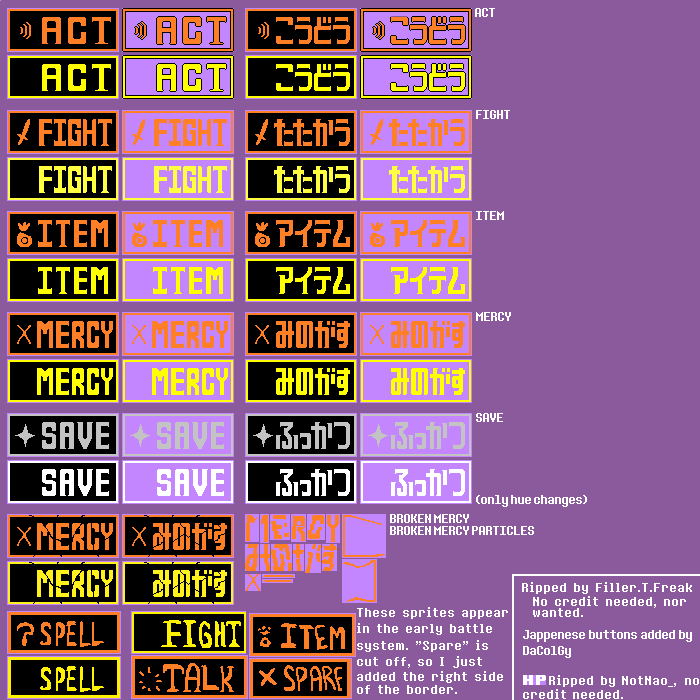 ACT ACT こうどう こうどう ACT
ACT ACT こうどう こうどう
FIGHT FIGHT たたかう たたかう FIGHT
FIGHT FIGHT たたかう たたかう
ITEM ITEM アイテム アイテム ITEM
ITEM ITEM アイテム アイテム
MERCY MERCY みのがす みのがす MERCY
MERCY MERCY みのがす みのがす
SAVE SAVE ふっかつ ふっかつ SAVE
SAVE SAVE ふっかつ ふっかつ
(only hue changes)
MERCY みのがす MERCY BROKEN MERCY
BROKEN MERCY PARTICLES
MERCY みのがす みのがす
SPELL FIGHT ITEM
SPELL TALK SPARE
These sprites appear
in the early battle
system. "Spare" is
cut off, so I just
added the right side
of the border.
Ripped by Filler.T.Freak
No credit needed, nor
wanted.
Jappenese buttons added by
DaColGy
HP Ripped by NotNao_, no
credit needed.